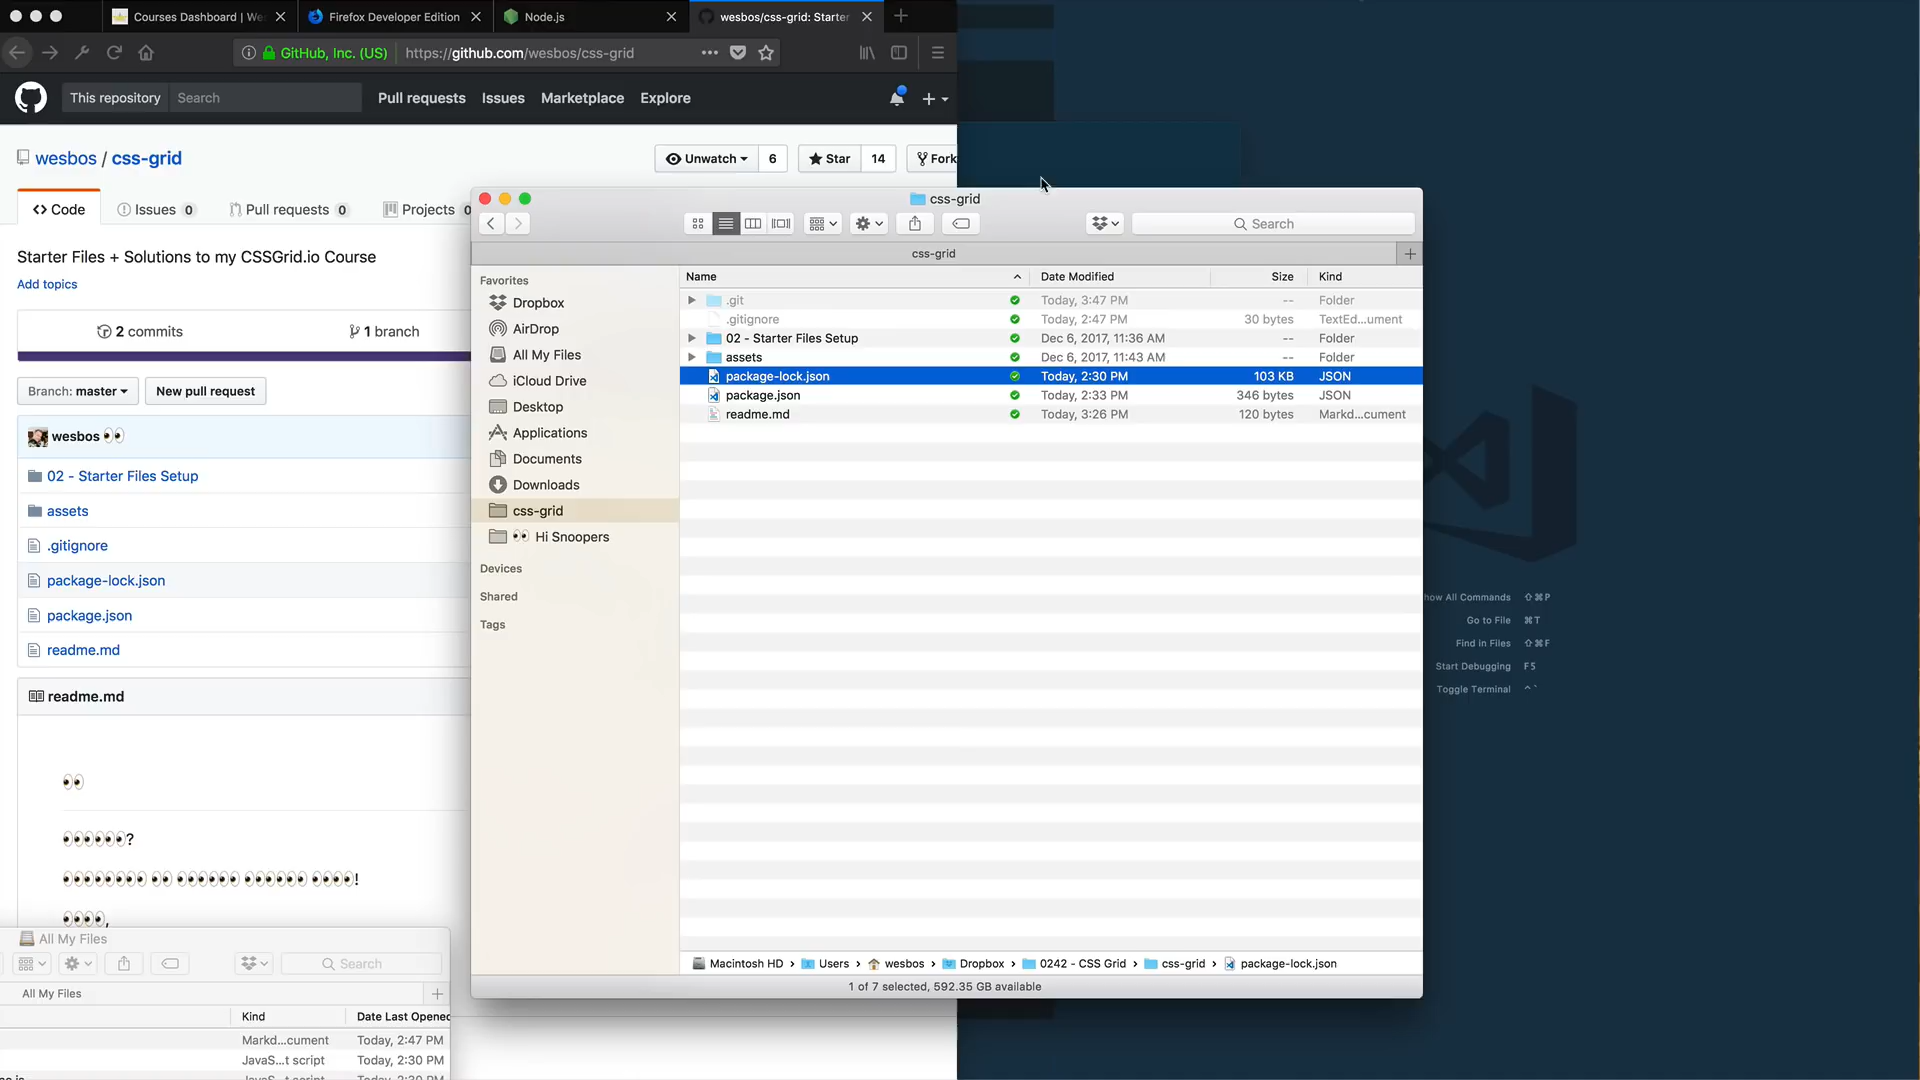 Courses Dashboard | We
Firefox Developer Edition
Node.js
wesbos/css-grid: Starter
GitHub, Inc. (US)
https://github.com/wesbos/css-grid
This repository
Search
Pull requests
Issues
Marketplace
Explore
wesbos / css-grid
Unwatch
6
Star
14
Fork
Code
Issues 0
Pull requests 0
Projects 0
Starter Files + Solutions to my CSSGrid.io Course
Add topics
2 commits
1 branch
Branch: master
New pull request
wesbos 👀
02 - Starter Files Setup
assets
.gitignore
package-lock.json
package.json
readme.md
readme.md
👀
👀👀👀?
👀👀👀👀 👀 👀👀👀 👀👀👀 👀👀!
👀👀,
css-grid
Search
css-grid
Favorites
Dropbox
AirDrop
All My Files
iCloud Drive
Desktop
Applications
Documents
Downloads
css-grid
👀 Hi Snoopers
Devices
Shared
Tags
Name Date Modified Size Kind
.git Today, 3:47 PM -- Folder
.gitignore Today, 2:47 PM 30 bytes TextEd...ument
02 - Starter Files Setup Dec 6, 2017, 11:36 AM -- Folder
assets Dec 6, 2017, 11:43 AM -- Folder
package-lock.json Today, 2:30 PM 103 KB JSON
package.json Today, 2:33 PM 346 bytes JSON
readme.md Today, 3:26 PM 120 bytes Markd...cument
Macintosh HD › Users › wesbos › Dropbox › 0242 - CSS Grid › css-grid › package-lock.json
1 of 7 selected, 592.35 GB available
how All Commands ⇧⌘P
Go to File ⌘T
Find in Files ⇧⌘F
Start Debugging F5
Toggle Terminal ⌃`
All My Files
Search
All My Files
Kind Date Last Opened
Markd...cument Today, 2:47 PM
JavaS...t script Today, 2:30 PM
JavaS...t script Today, 2:30 PM